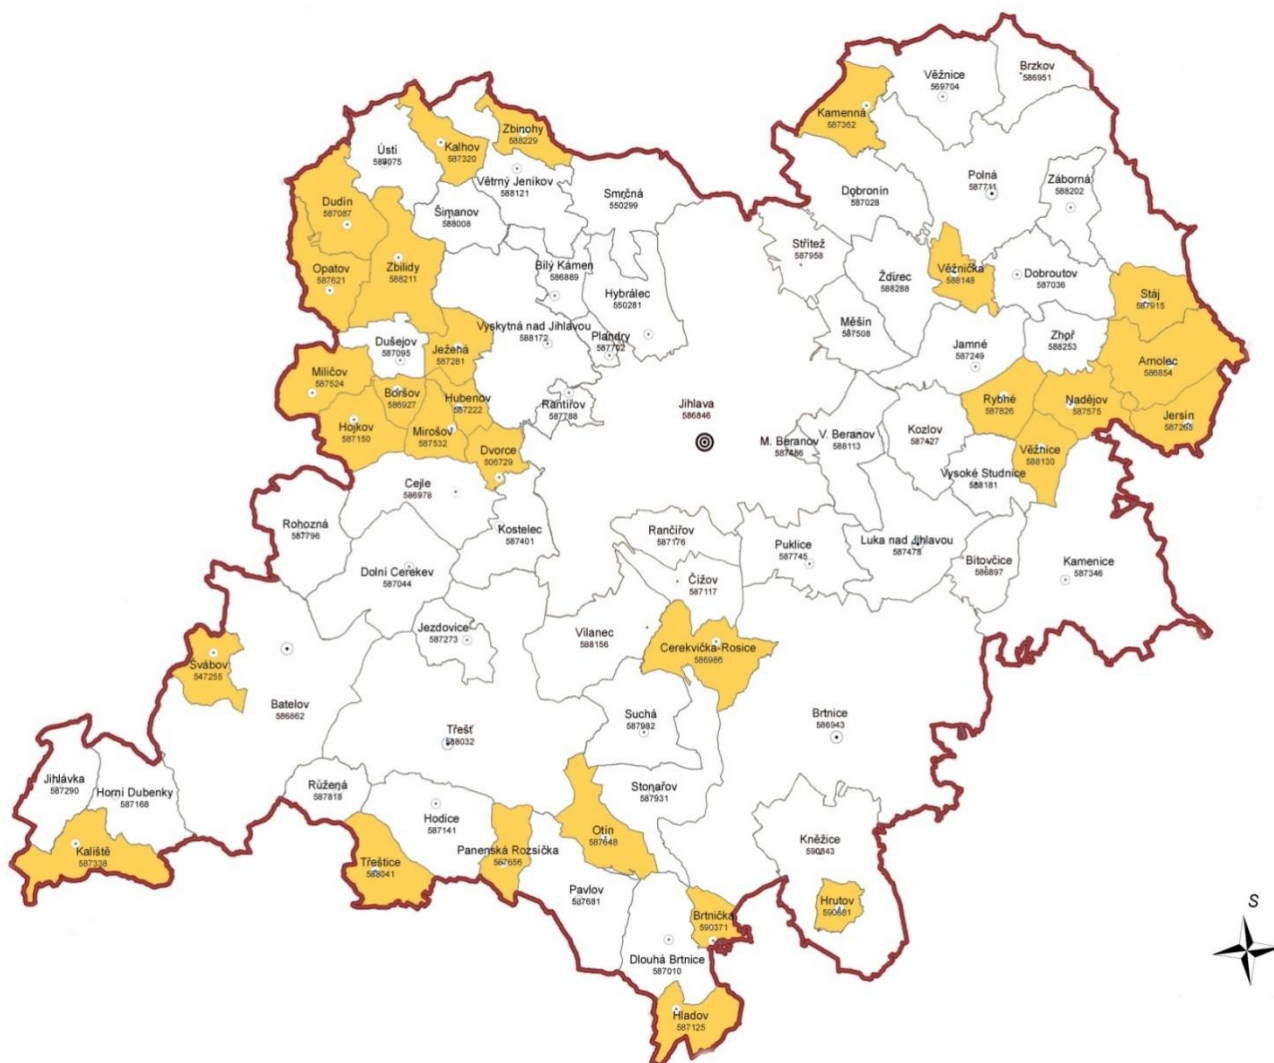 Brzkov
586951
Věžnice
569704
Kamenná
587362
Zbinohy
588229
Kalhov
587320
Ústí
588075
Větrný Jeníkov
588121
Polná
587711
Záborná
588202
Dobronín
587028
Smrčná
550299
Dudín
587087
Šimanov
588008
Střítež
587958
Opatov
587621
Zbilidy
588211
Bílý Kámen
586889
Ždírec
588288
Věžnička
588148
Dobroutov
587036
Hybrálec
550281
Stáj
587915
Měšín
587508
Vyskytná nad Jihlavou
588172
Plandry
587702
Dušejov
587095
Ježená
587281
Jamné
587249
Zhoř
588253
Arnolec
586854
Milíčov
587524
Boršov
586927
Hubenov
587222
Rantířov
587788
Jihlava
586846
Rybné
587826
Nadějov
587575
Jersín
587265
Hojkov
587150
Mirošov
587532
Dvorce
506729
M. Beranov
587486
V. Beranov
588113
Kozlov
587427
Věžnice
588130
Vysoké Studnice
588181
Cejle
586978
Rohozná
587796
Kostelec
587401
Rančířov
587176
Puklice
587745
Luka nad Jihlavou
587478
Bítovčice
586897
Kamenice
587346
Dolní Cerekev
587044
Čížov
587117
Jezdovice
587273
Vílanec
588156
Cerekvička-Rosice
586986
Švábov
547255
Batelov
586862
Třešť
588032
Suchá
587982
Brtnice
586943
Jihlávka
587290
Horní Dubenky
587168
Růžená
587818
Stonařov
587931
Hodice
587141
Otín
587648
Kněžice
590843
Kaliště
587338
Třeštice
588041
Panenská Rozsíčka
587656
Pavlov
587681
Hrutov
590681
Brtnička
590371
Dlouhá Brtnice
587010
Hladov
587125
S